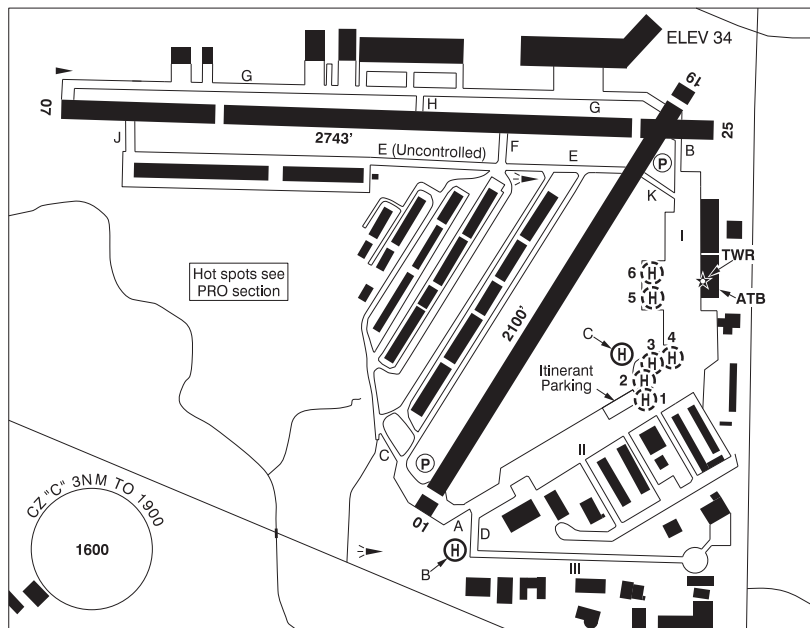 ELEV 34
G
19
07
H
G
25
2743'
J
E (Uncontrolled)
F
E
B
P
K
I
TWR
Hot spots see
PRO section
6 H
5 H
ATB
2100'
C
H
3
4
H
H
Itinerant
Parking
2 H
H 1
II
C
P
CZ "C" 3NM TO 1900
01
A
D
1600
H
B
III